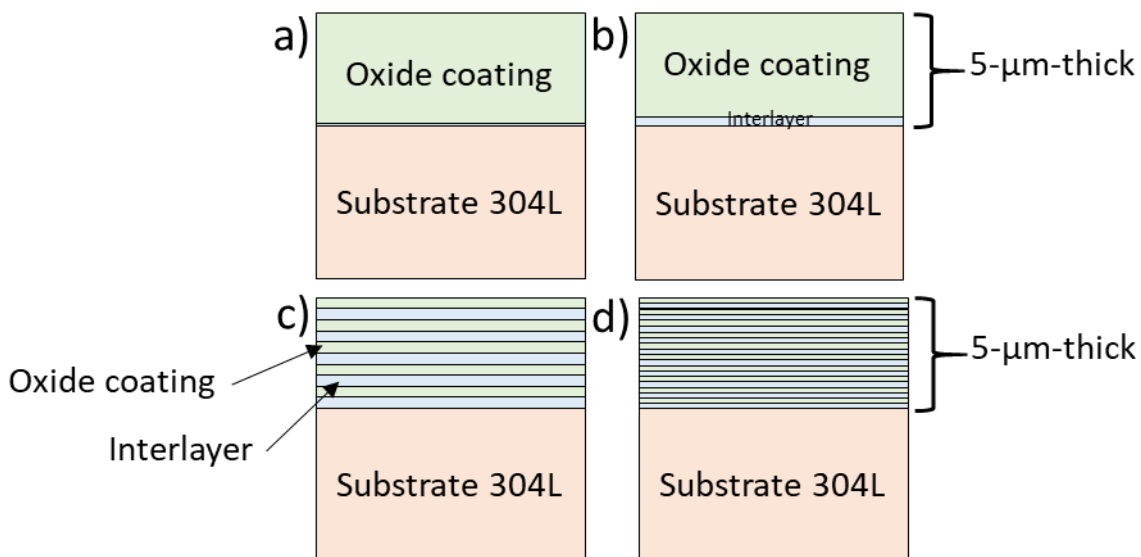 a)
Oxide coating
Substrate 304L
b)
Oxide coating
Interlayer
Substrate 304L
5-µm-thick
c)
Oxide coating
Interlayer
Substrate 304L
d)
Substrate 304L
5-µm-thick